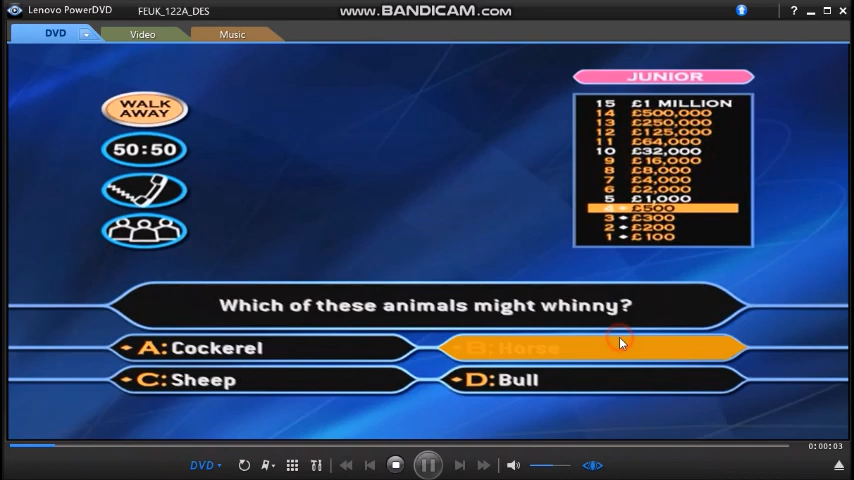 Lenovo PowerDVD
FEUK_122A_DES
www.BANDICAM.com
?
DVD
Video
Music
WALK
AWAY
50:50
JUNIOR
15 £1 MILLION
14 £500,000
13 £250,000
12 £125,000
11 £64,000
10 £32,000
9 £16,000
8 £8,000
7 £4,000
6 £2,000
5 £1,000
4 £500
3 £300
2 £200
1 £100
Which of these animals might whinny?
A: Cockerel
B: Horse
C: Sheep
D: Bull
0:00:03
DVD